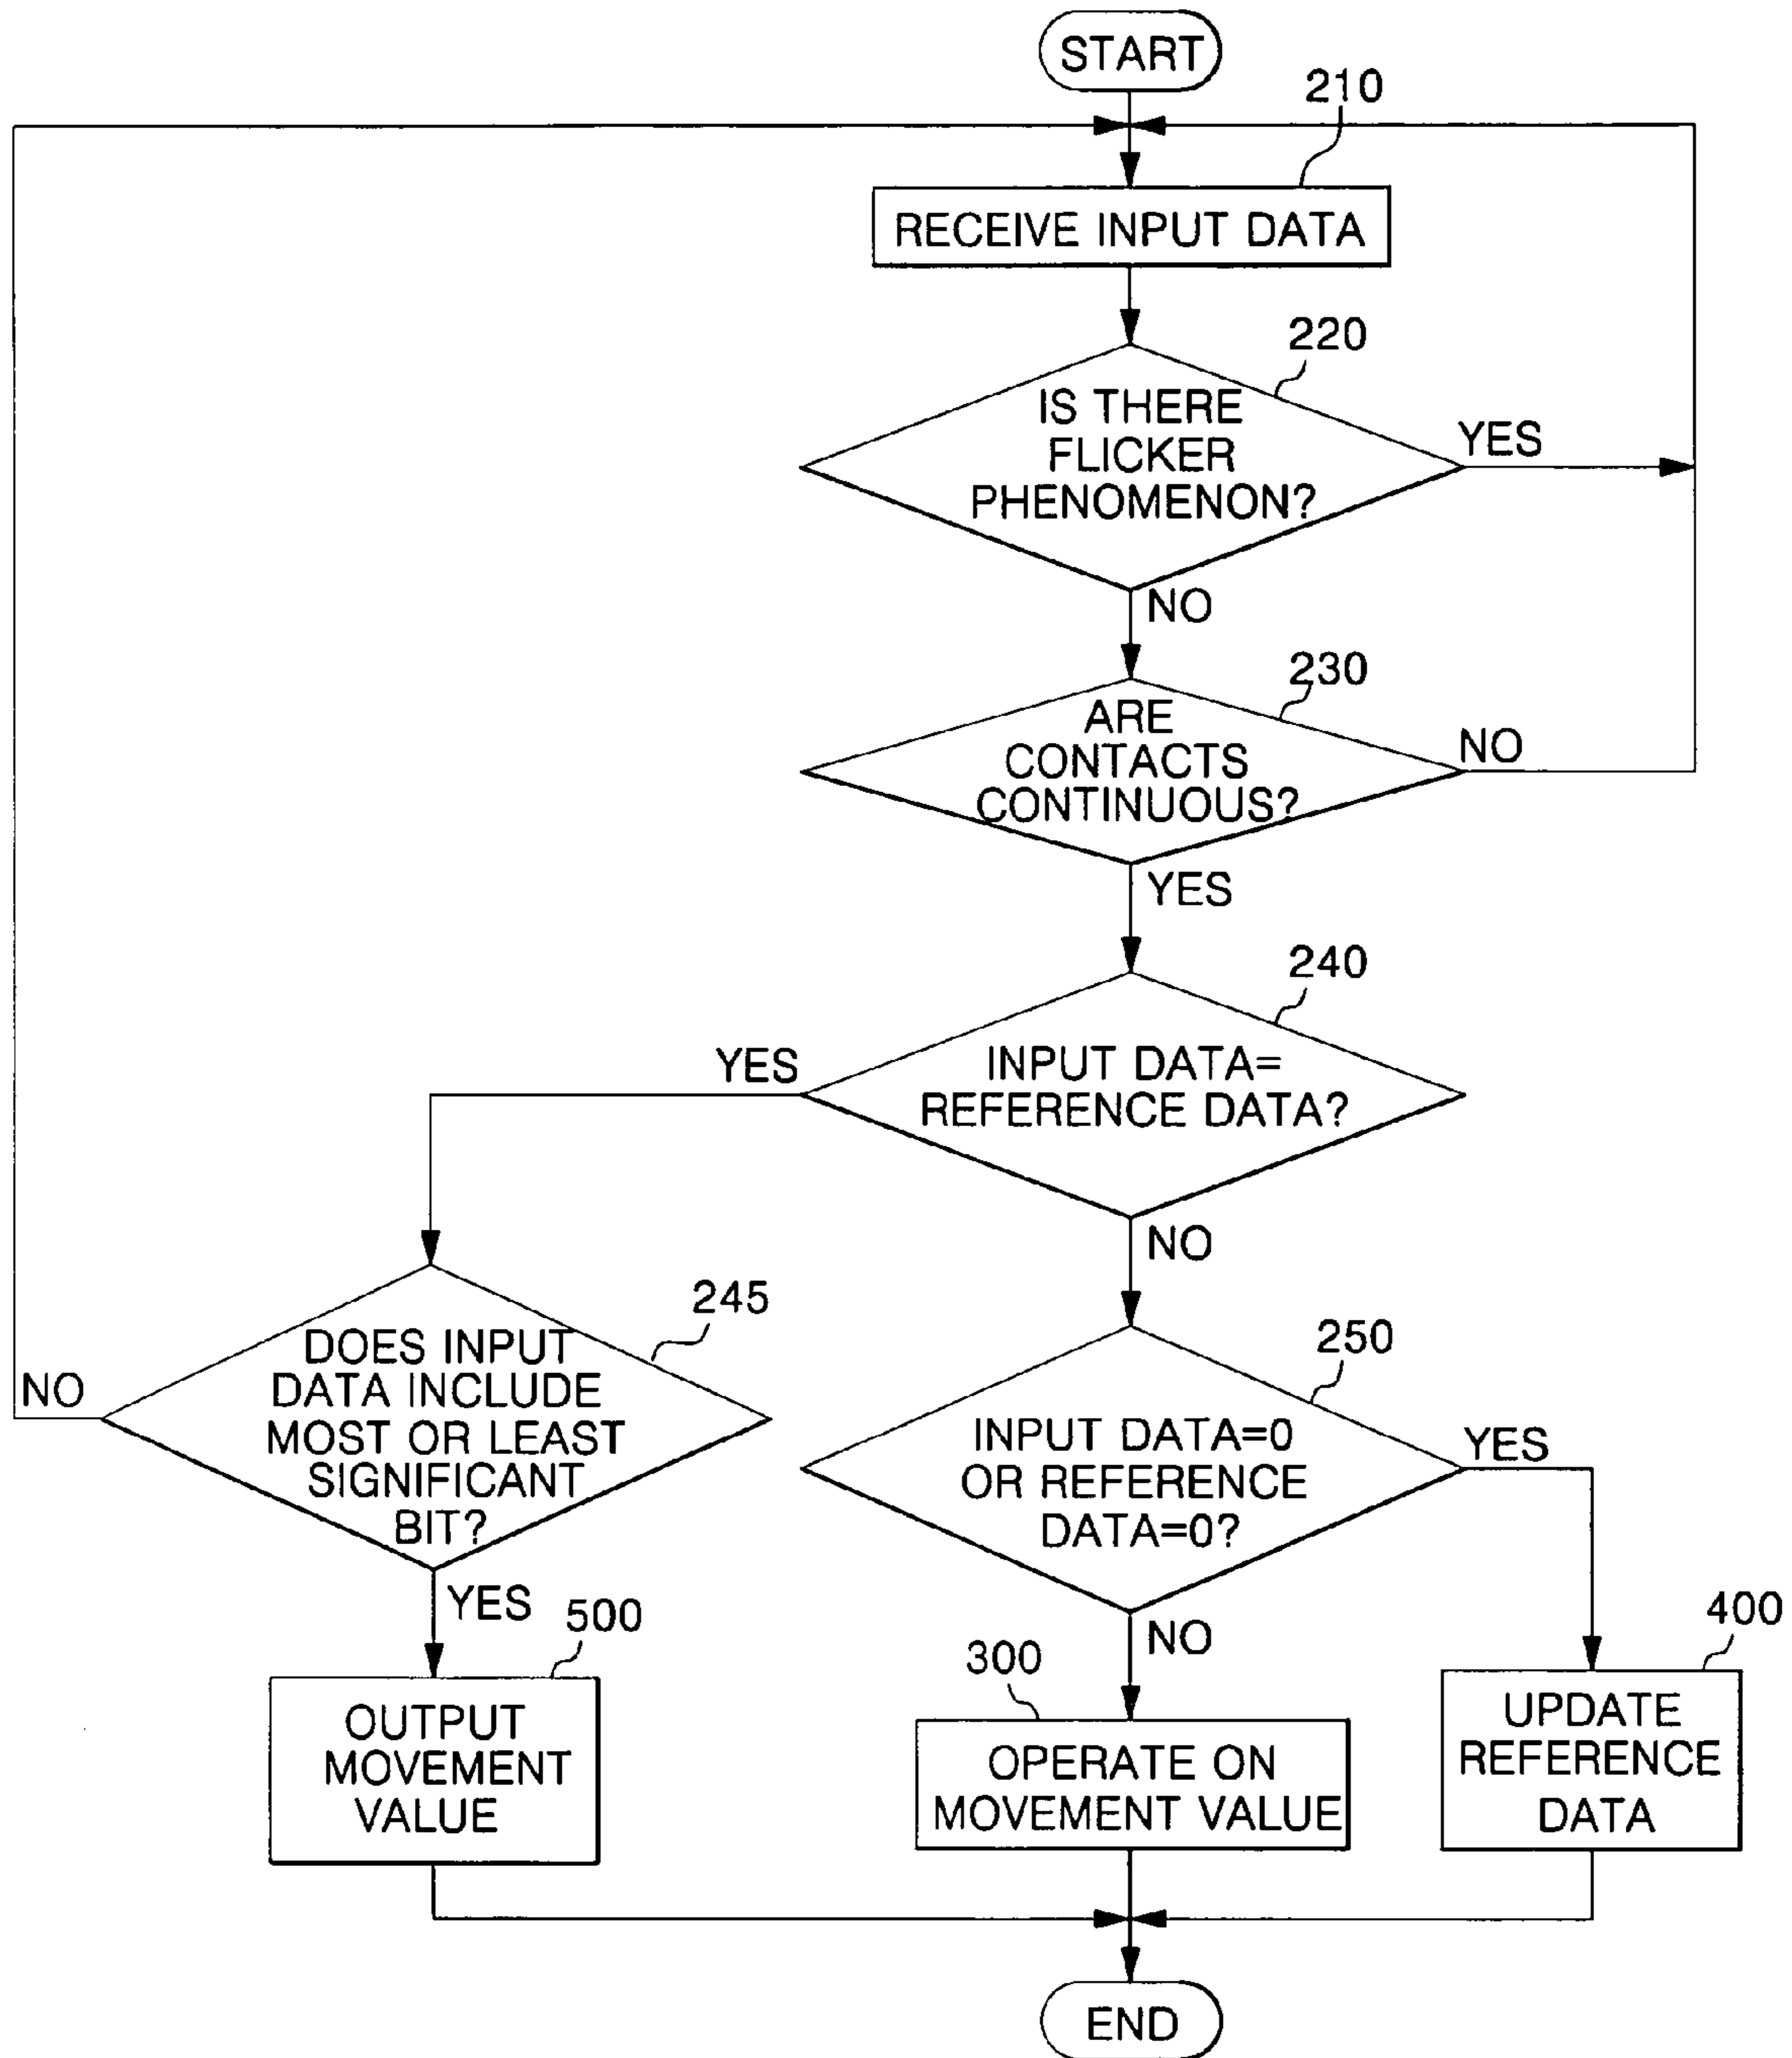 START
210
RECEIVE INPUT DATA
220
IS THERE
FLICKER
PHENOMENON?
YES
NO
230
ARE
CONTACTS
CONTINUOUS?
NO
YES
240
INPUT DATA=
REFERENCE DATA?
YES
NO
245
DOES INPUT
DATA INCLUDE
MOST OR LEAST
SIGNIFICANT
BIT?
NO
YES
250
INPUT DATA=0
OR REFERENCE
DATA=0?
YES
NO
500
OUTPUT
MOVEMENT
VALUE
300
OPERATE ON
MOVEMENT VALUE
400
UPDATE
REFERENCE
DATA
END